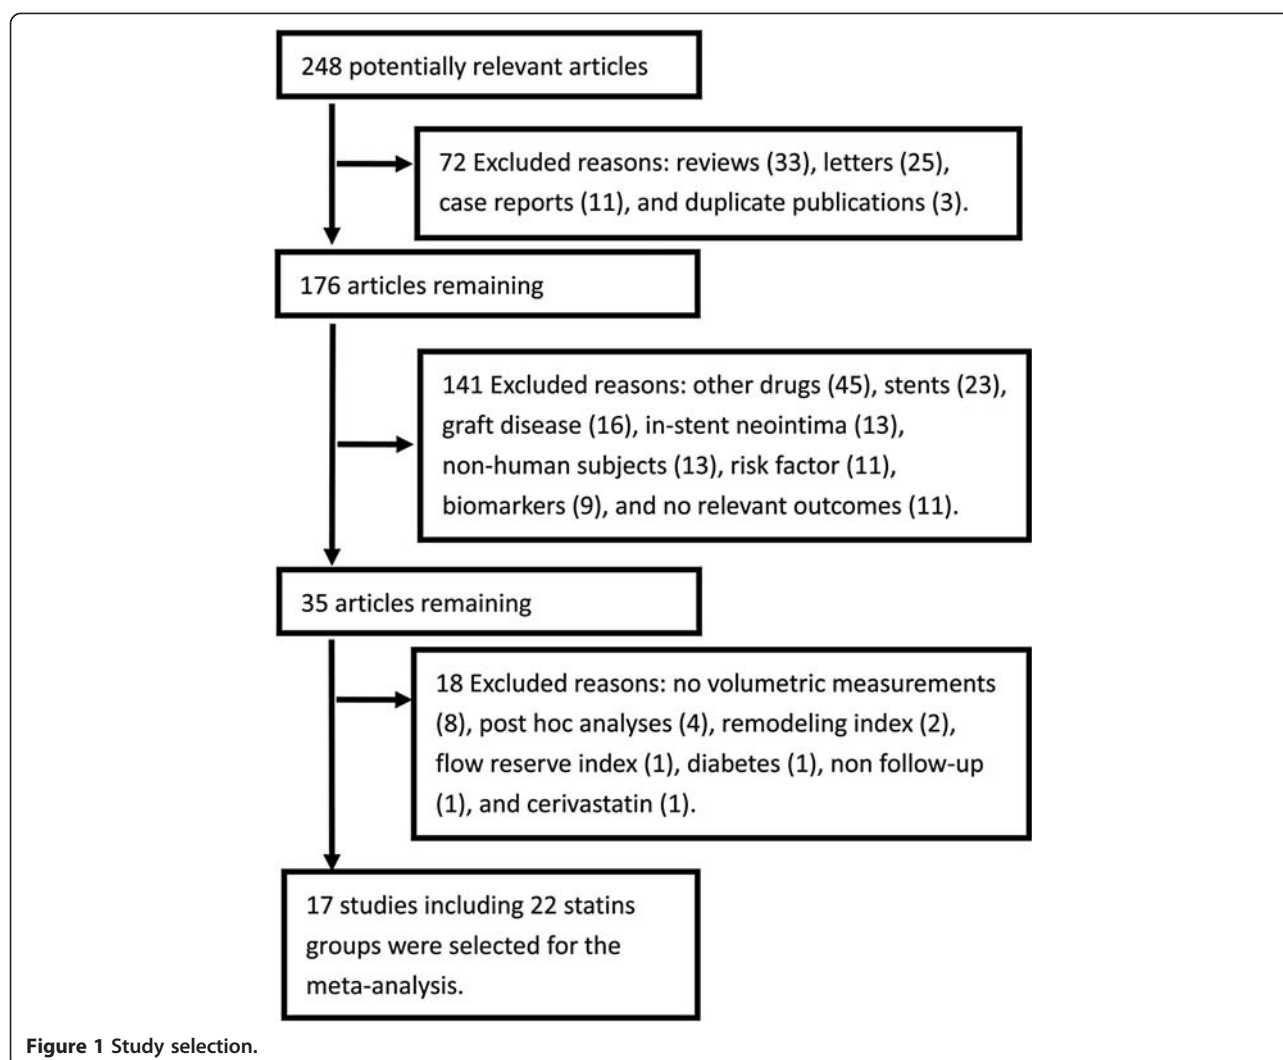 248 potentially relevant articles
72 Excluded reasons: reviews (33), letters (25),
case reports (11), and duplicate publications (3).
176 articles remaining
141 Excluded reasons: other drugs (45), stents (23),
graft disease (16), in-stent neointima (13),
non-human subjects (13), risk factor (11),
biomarkers (9), and no relevant outcomes (11).
35 articles remaining
18 Excluded reasons: no volumetric measurements
(8), post hoc analyses (4), remodeling index (2),
flow reserve index (1), diabetes (1), non follow-up
(1), and cerivastatin (1).
17 studies including 22 statins
groups were selected for the
meta-analysis.
Figure 1 Study selection.